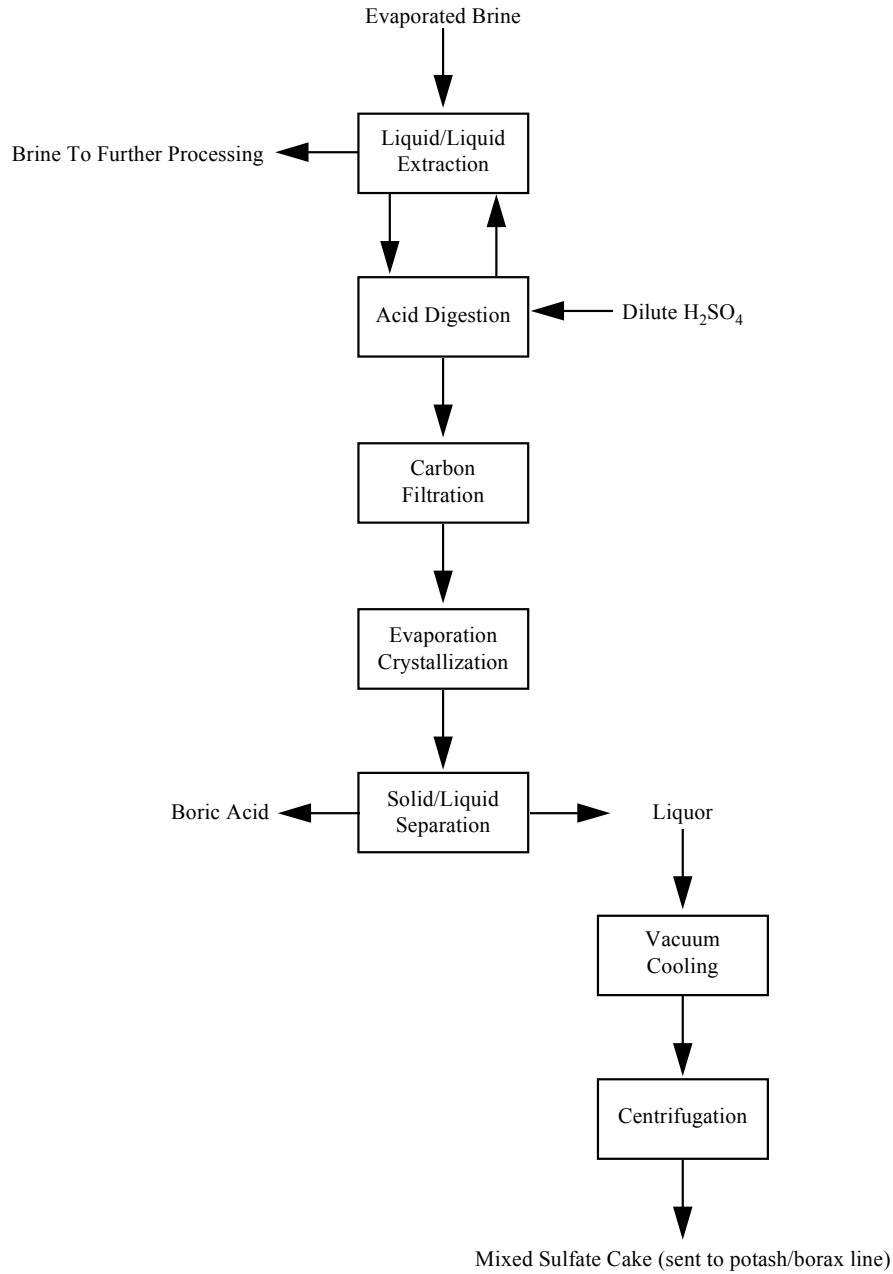 Evaporated Brine
Liquid/Liquid
Extraction
Brine To Further Processing
Acid Digestion
Dilute H₂SO₄
Carbon
Filtration
Evaporation
Crystallization
Boric Acid
Solid/Liquid
Separation
Liquor
Vacuum
Cooling
Centrifugation
Mixed Sulfate Cake (sent to potash/borax line)